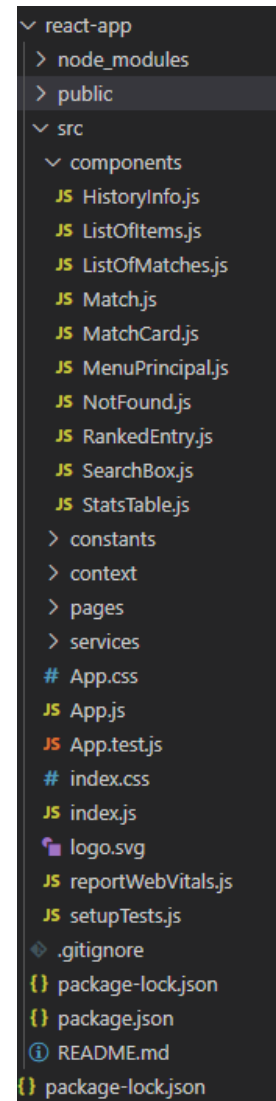 react-app
node_modules
public
src
components
JS HistoryInfo.js
JS ListOfItems.js
JS ListOfMatches.js
JS Match.js
JS MatchCard.js
JS MenuPrincipal.js
JS NotFound.js
JS RankedEntry.js
JS SearchBox.js
JS StatsTable.js
constants
context
pages
services
# App.css
JS App.js
JS App.test.js
# index.css
JS index.js
logo.svg
JS reportWebVitals.js
JS setupTests.js
.gitignore
{} package-lock.json
{} package.json
README.md
{} package-lock.json